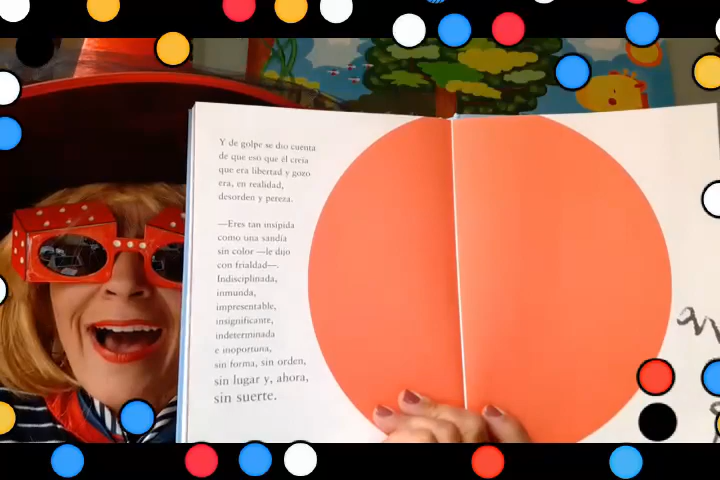 Y de golpe se dio cuenta
de que eso que él creía
que era libertad y gozo
era, en realidad,
desorden y pereza.
—Eres tan insípida
como una sandía
sin color —le dijo
con frialdad—.
Indisciplinada,
inmunda,
impresentable,
insignificante,
indeterminada
e inoportuna,
sin forma, sin orden,
sin lugar y, ahora,
sin suerte.